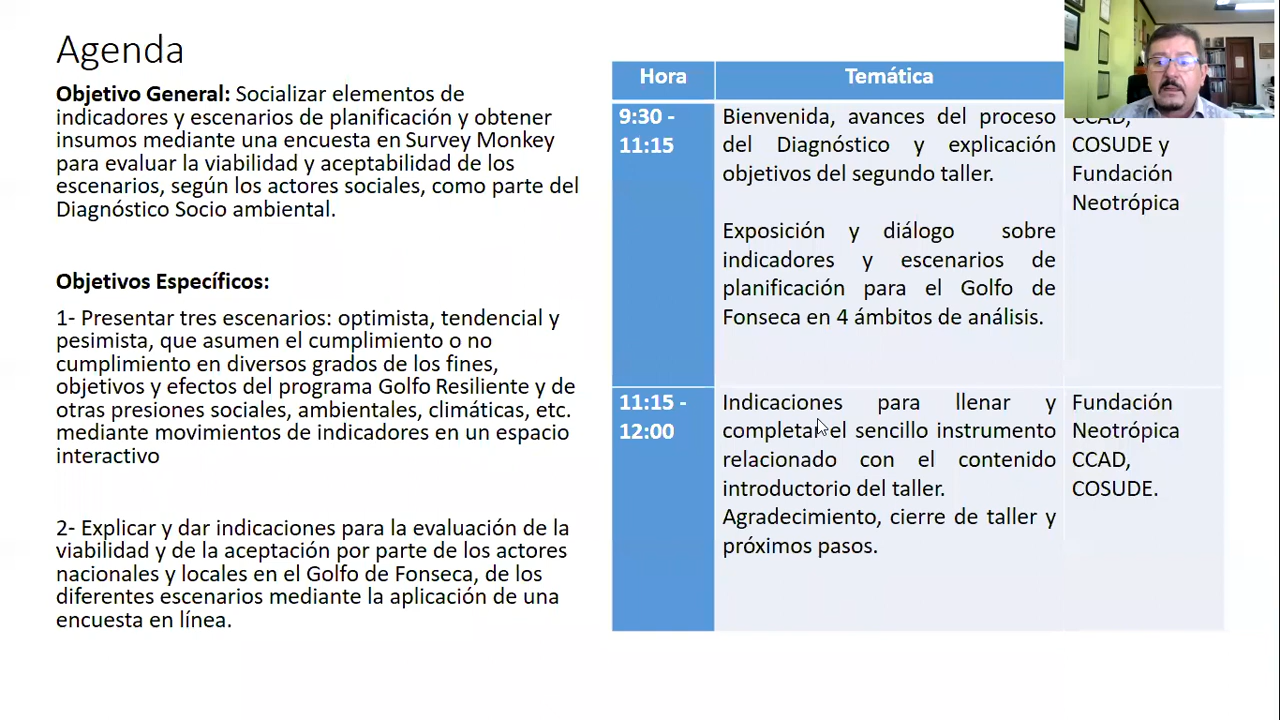 Agenda
Objetivo General: Socializar elementos de
indicadores y escenarios de planificación y obtener
insumos mediante una encuesta en Survey Monkey
para evaluar la viabilidad y aceptabilidad de los
escenarios, según los actores sociales, como parte del
Diagnóstico Socio ambiental.
Objetivos Específicos:
1- Presentar tres escenarios: optimista, tendencial y
pesimista, que asumen el cumplimiento o no
cumplimiento en diversos grados de los fines,
objetivos y efectos del programa Golfo Resiliente y de
otras presiones sociales, ambientales, climáticas, etc.
mediante movimientos de indicadores en un espacio
interactivo
2- Explicar y dar indicaciones para la evaluación de la
viabilidad y de la aceptación por parte de los actores
nacionales y locales en el Golfo de Fonseca, de los
diferentes escenarios mediante la aplicación de una
encuesta en línea.
Hora
Temática
9:30 -
11:15
Bienvenida, avances del proceso
del Diagnóstico y explicación
objetivos del segundo taller.
Exposición y diálogo sobre
indicadores y escenarios de
planificación para el Golfo de
Fonseca en 4 ámbitos de análisis.
CCAD,
COSUDE y
Fundación
Neotrópica
11:15 -
12:00
Indicaciones para llenar y
completar el sencillo instrumento
relacionado con el contenido
introductorio del taller.
Agradecimiento, cierre de taller y
próximos pasos.
Fundación
Neotrópica
CCAD,
COSUDE.